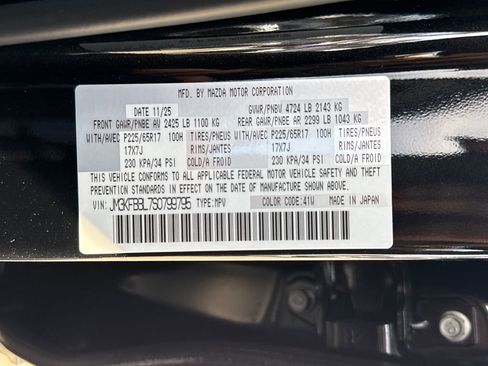 MFD. BY MAZDA MOTOR CORPORATION
DATE 11/25 GVWR/PNBV 4724 LB 2143 KG
FRONT GAWR/PNBE AV 2425 LB 1100 KG REAR GAWR/PNBE AR 2299 LB 1043 KG
WITH/AVEC P225/65R17 100H TIRES/PNEUS WITH/AVEC P225/65R17 100H TIRES/PNEUS
17X7J RIMS/JANTES 17X7J RIMS/JANTES
230 KPA/34 PSI COLD/A FROID 230 KPA/34 PSI COLD/A FROID
THIS VEHICLE CONFORMS TO ALL APPLICABLE FEDERAL MOTOR VEHICLE SAFETY AND THEFT
PREVENTION STANDARDS IN EFFECT ON THE DATE OF MANUFACTURE SHOWN ABOVE.
VIN: JM3KFBBL7S0799795 TYPE:MPV COLOR CODE:41W MADE IN JAPAN